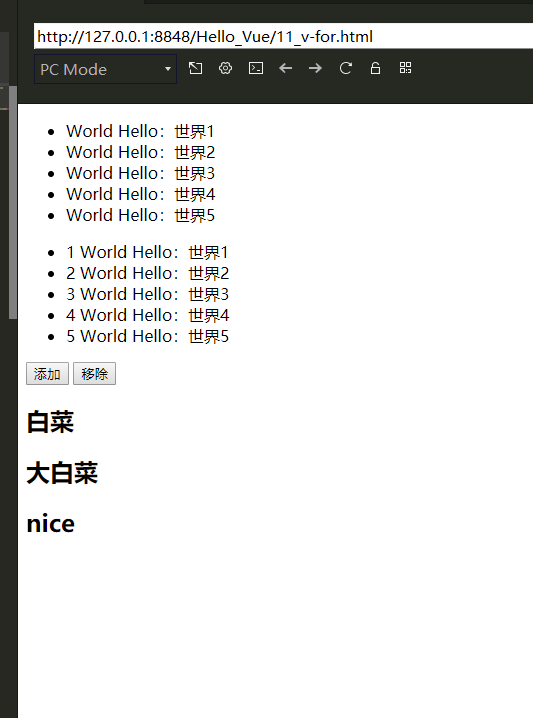 http://127.0.0.1:8848/Hello_Vue/11_v-for.html
PC Mode
World Hello：世界1
World Hello：世界2
World Hello：世界3
World Hello：世界4
World Hello：世界5
1 World Hello：世界1
2 World Hello：世界2
3 World Hello：世界3
4 World Hello：世界4
5 World Hello：世界5
添加 移除
白菜
大白菜
nice